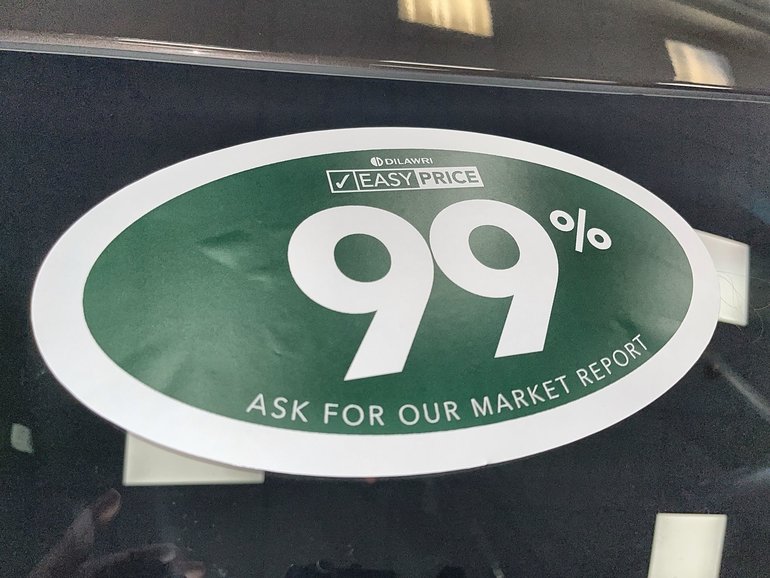 DILAWRI
✓ EASY PRICE
99%
ASK FOR OUR MARKET REPORT